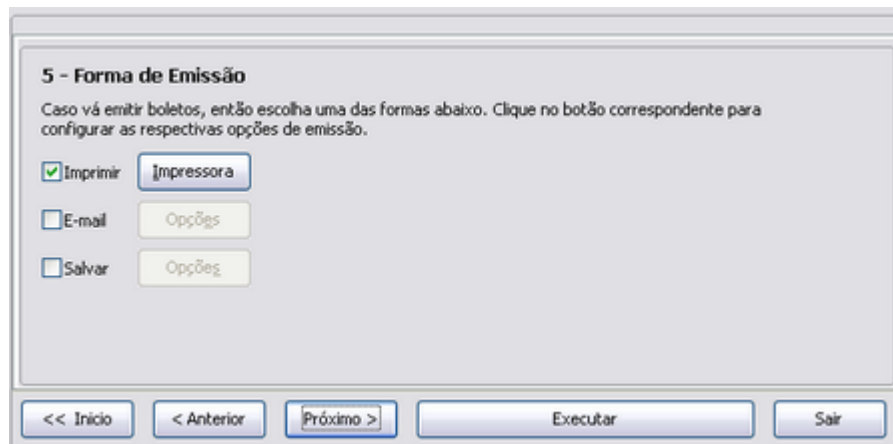 5 - Forma de Emissão
Caso vá emitir boletos, então escolha uma das formas abaixo. Clique no botão correspondente para
configurar as respectivas opções de emissão.
Imprimir Impressora
E-mail Opções
Salvar Opções
<< Inicio < Anterior Próximo > Executar Sair